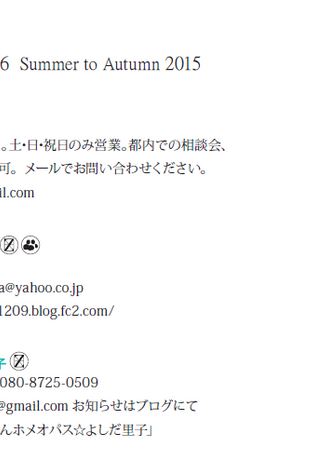 6 Summer to Autumn 2015
。土・日・祝日のみ営業。都内での相談会、
可。メールでお問い合わせください。
il.com
Z
a@yahoo.co.jp
1209.blog.fc2.com/
子 Z
080-8725-0509
@gmail.com お知らせはブログにて
んホメオパス☆よしだ里子」